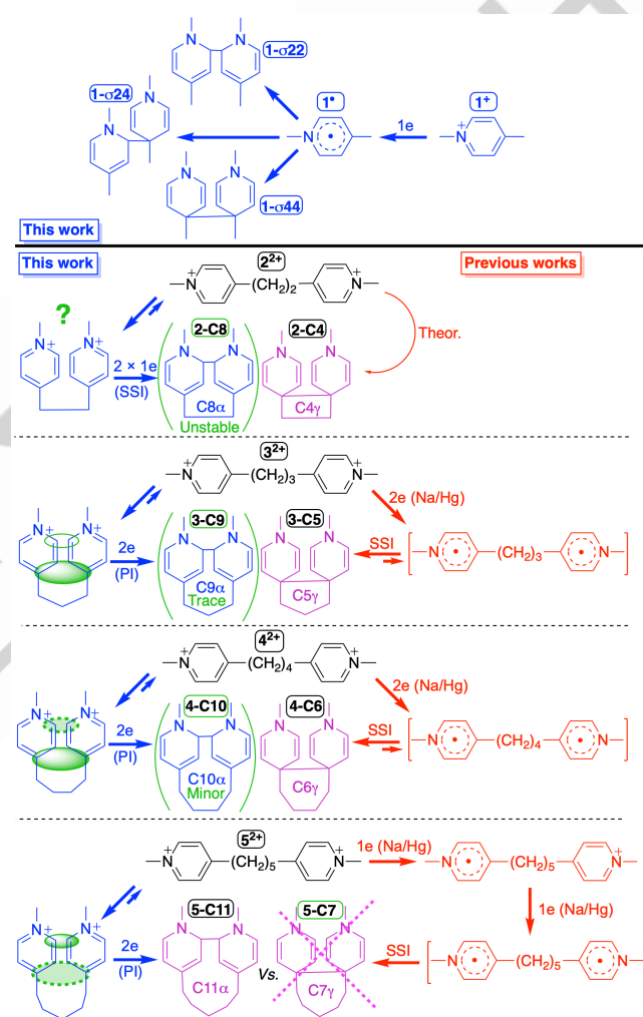 N
N
1-σ22
1-σ24
N
N
1•
1+
N
1e
N+
N
N
1-σ44
This work
This work
2²⁺
Previous works
N+
(CH₂)₂
N+
?
N+
N+
2 × 1e
(SSI)
2-C8
2-C4
Theor.
N
N
N
N
C8α
C4γ
Unstable
3²⁺
N+
(CH₂)₃
N+
2e (Na/Hg)
N+
N+
2e
(PI)
3-C9
3-C5
SSI
N
N
N
N
N
(CH₂)₃
N
C9α
C5γ
Trace
4²⁺
N+
(CH₂)₄
N+
2e (Na/Hg)
N+
N+
2e
(PI)
4-C10
4-C6
SSI
N
N
N
N
N
(CH₂)₄
N
C10α
C6γ
Minor
5²⁺
N+
(CH₂)₅
N+
1e (Na/Hg)
N
(CH₂)₅
N+
1e (Na/Hg)
N+
N+
2e
(PI)
5-C11
5-C7
N
N
N
N
C11α
Vs.
C7γ
SSI
N
(CH₂)₅
N